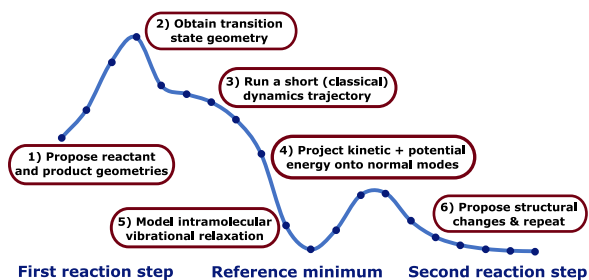 2) Obtain transition
state geometry
3) Run a short (classical)
dynamics trajectory
1) Propose reactant
and product geometries
4) Project kinetic + potential
energy onto normal modes
5) Model intramolecular
vibrational relaxation
6) Propose structural
changes & repeat
First reaction step
Reference minimum
Second reaction step